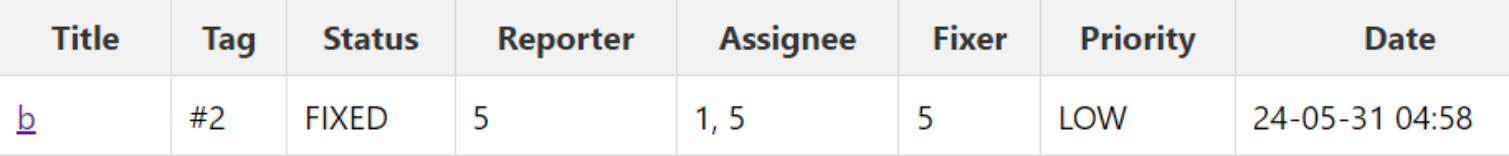 Title Tag Status Reporter Assignee Fixer Priority Date
b #2 FIXED 5 1, 5 5 LOW 24-05-31 04:58